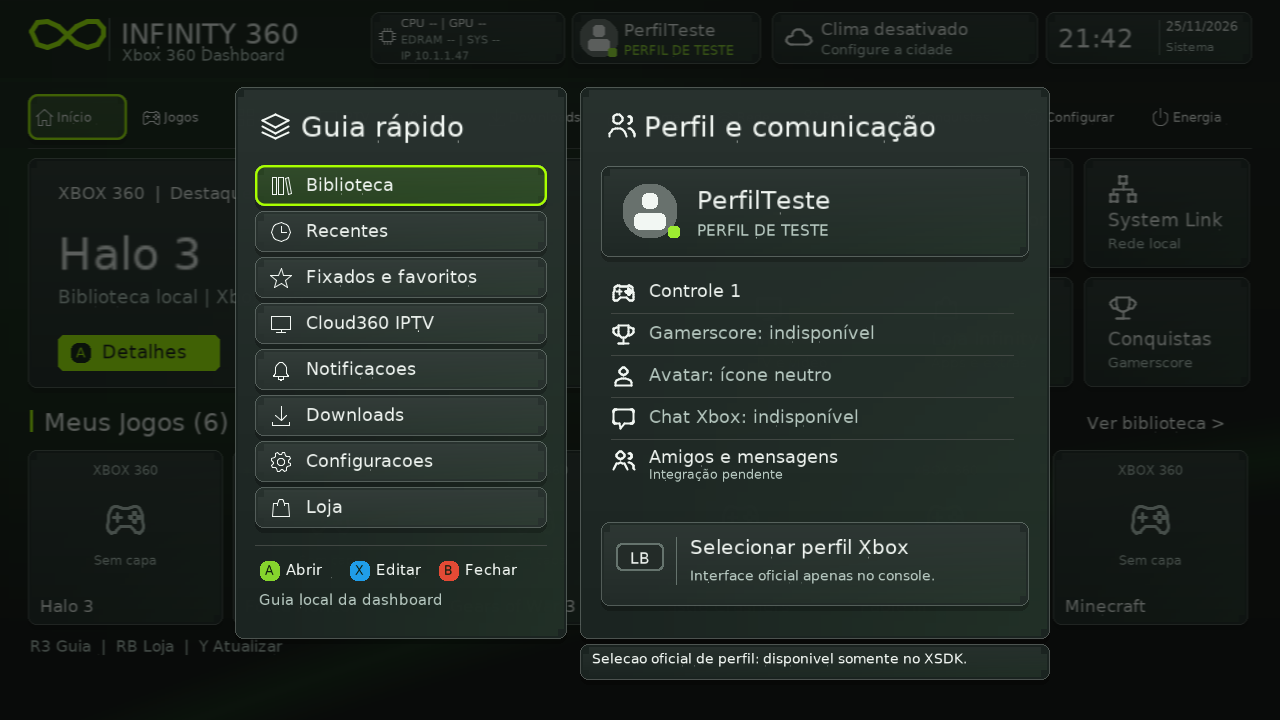 INFINITY 360
Xbox 360 Dashboard
CPU -- | GPU --
EDRAM -- | SYS --
IP 10.1.1.47
PerfilTeste
PERFIL DE TESTE
Clima desativado
Configure a cidade
21:42
25/11/2026
Sistema
Início
Jogos
ds
Configurar
Energia
Guia rápido
Biblioteca
Recentes
Fixados e favoritos
Cloud360 IPTV
Notificacoes
Downloads
Configuracoes
Loja
A Abrir
X Editar
B Fechar
Guia local da dashboard
Perfil e comunicação
PerfilTeste
PERFIL DE TESTE
Controle 1
Gamerscore: indisponível
Avatar: ícone neutro
Chat Xbox: indisponível
Amigos e mensagens
Integração pendente
LB
Selecionar perfil Xbox
Interface oficial apenas no console.
Selecao oficial de perfil: disponivel somente no XSDK.
XBOX 360 | Destaqu
Halo 3
Biblioteca local | Xb
A Detalhes
System Link
Rede local
Conquistas
Gamerscore
Meus Jogos (6)
Ver biblioteca >
XBOX 360
Sem capa
Halo 3
3
XBOX 360
Sem capa
Minecraft
R3 Guia | RB Loja | Y Atualizar